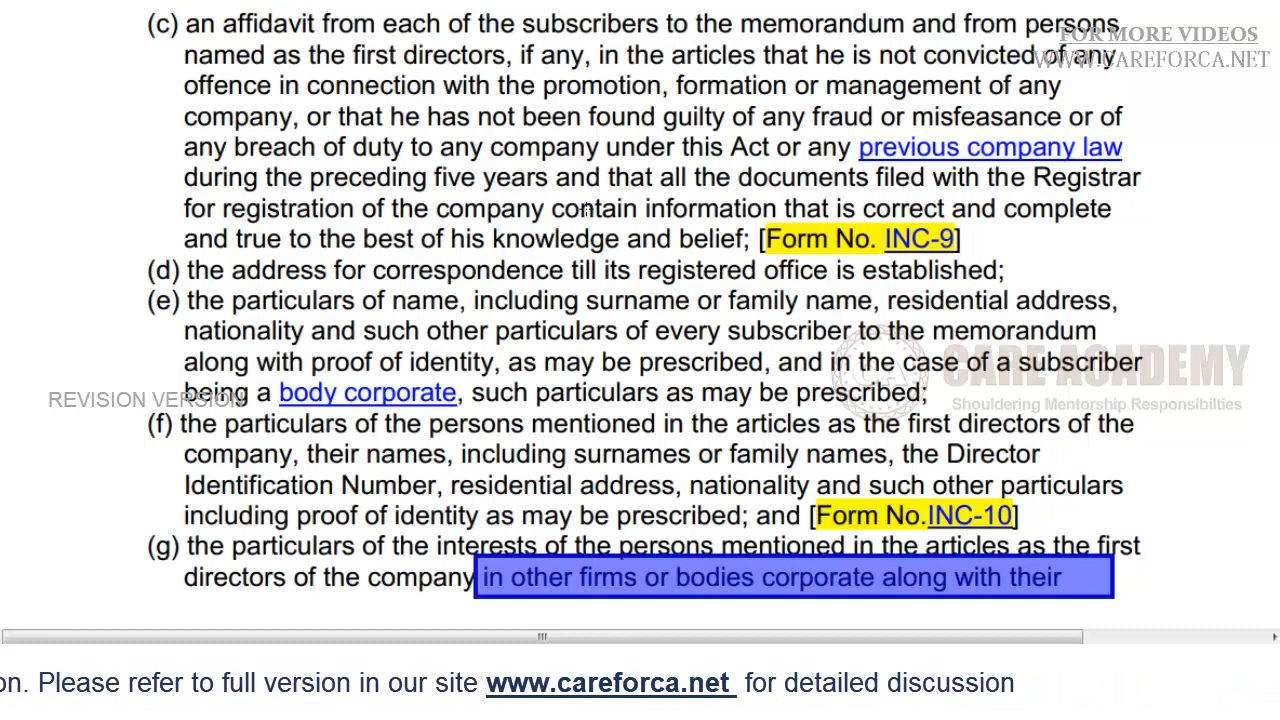 (c) an affidavit from each of the subscribers to the memorandum and from persons
FOR MORE VIDEOS
named as the first directors, if any, in the articles that he is not convicted of any
WWW.CAREFORCA.NET
offence in connection with the promotion, formation or management of any
company, or that he has not been found guilty of any fraud or misfeasance or of
any breach of duty to any company under this Act or any previous company law
during the preceding five years and that all the documents filed with the Registrar
for registration of the company contain information that is correct and complete
and true to the best of his knowledge and belief; [Form No. INC-9]
(d) the address for correspondence till its registered office is established;
(e) the particulars of name, including surname or family name, residential address,
nationality and such other particulars of every subscriber to the memorandum
along with proof of identity, as may be prescribed, and in the case of a subscriber
CARE ACADEMY
being a body corporate, such particulars as may be prescribed;
REVISION VERSION
Shouldering Mentorship Responsibilties
(f) the particulars of the persons mentioned in the articles as the first directors of the
company, their names, including surnames or family names, the Director
Identification Number, residential address, nationality and such other particulars
including proof of identity as may be prescribed; and [Form No.INC-10]
(g) the particulars of the interests of the persons mentioned in the articles as the first
directors of the company in other firms or bodies corporate along with their
on. Please refer to full version in our site www.careforca.net for detailed discussion